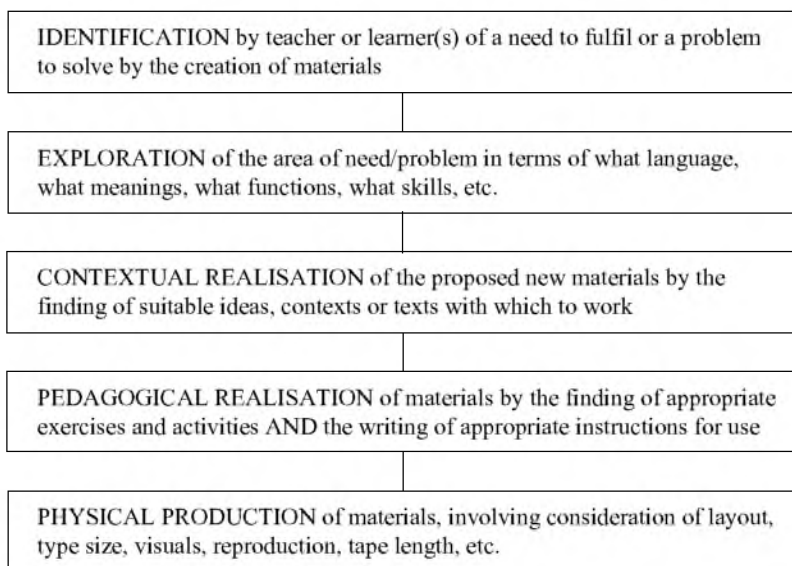 IDENTIFICATION by teacher or learner(s) of a need to fulfil or a problem
to solve by the creation of materials
EXPLORATION of the area of need/problem in terms of what language,
what meanings, what functions, what skills, etc.
CONTEXTUAL REALISATION of the proposed new materials by the
finding of suitable ideas, contexts or texts with which to work
PEDAGOGICAL REALISATION of materials by the finding of appropriate
exercises and activities AND the writing of appropriate instructions for use
PHYSICAL PRODUCTION of materials, involving consideration of layout,
type size, visuals, reproduction, tape length, etc.